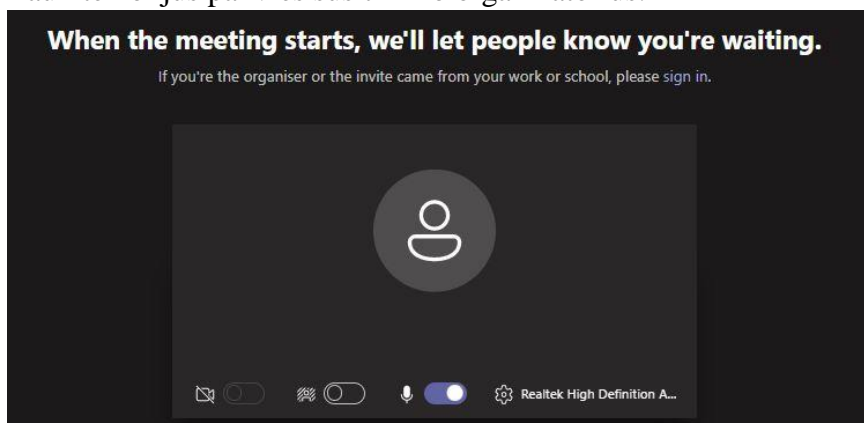 When the meeting starts, we'll let people know you're waiting.
If you're the organiser or the invite came from your work or school, please sign in.
Realtek High Definition A...